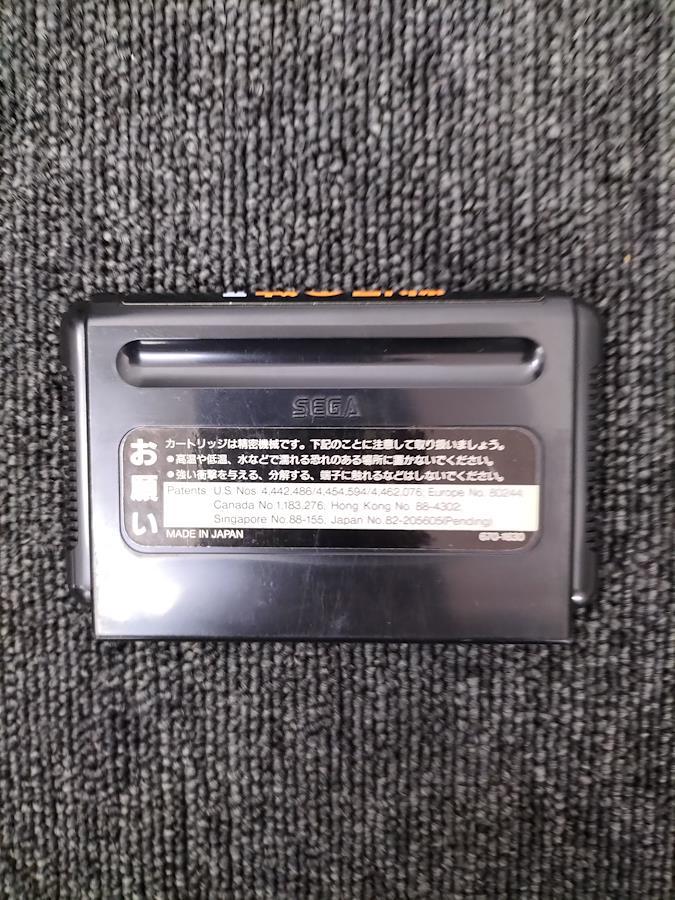 SEGA
お願い
カートリッジは精密機械です。下記のことに注意して取り扱いましょう。
●高温や低温、水などで濡れる恐れのある場所に置かないでください。
●強い衝撃を与える、分解する、端子に触れるなどはしないでください。
Patents: U.S. Nos. 4,442,486/4,454,594/4,462,076; Europe No. 80244;
Canada No.1,183,276; Hong Kong No. 88-4302;
Singapore No.88-155; Japan No.82-205605(Pending)
MADE IN JAPAN